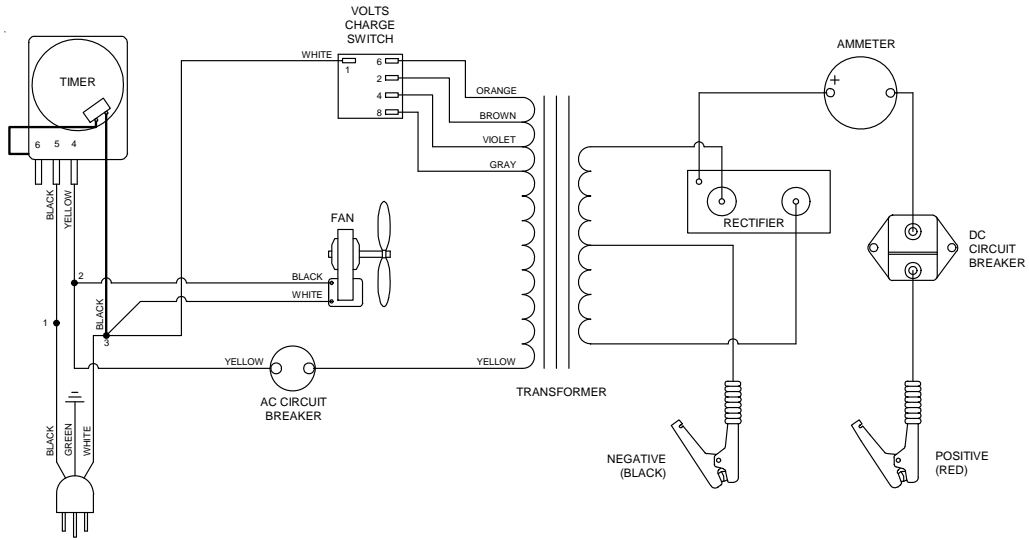 VOLTS
CHARGE
SWITCH
WHITE
1
6
2
4
8
ORANGE
BROWN
VIOLET
GRAY
TIMER
6 5 4
BLACK
YELLOW
FAN
BLACK
WHITE
2
1
3
BLACK
YELLOW
AC CIRCUIT
BREAKER
YELLOW
TRANSFORMER
BLACK
GREEN
WHITE
AMMETER
+
RECTIFIER
DC
CIRCUIT
BREAKER
NEGATIVE
(BLACK)
POSITIVE
(RED)